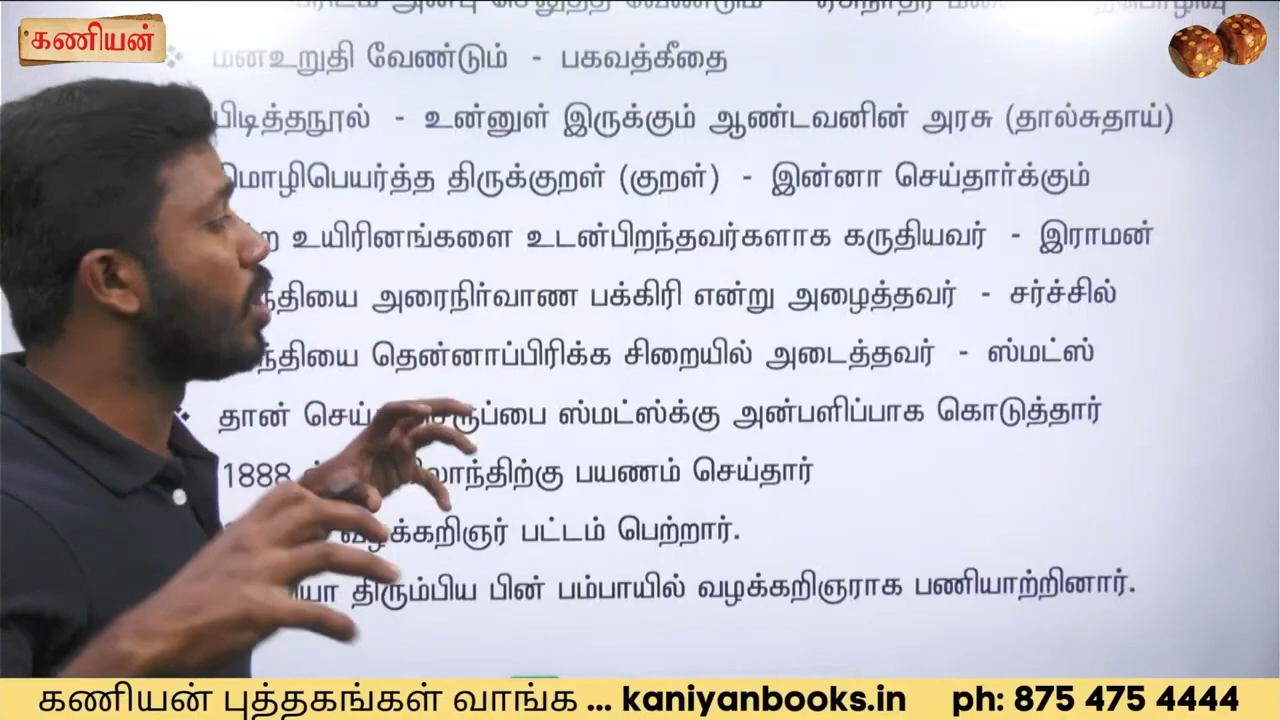 கணியன்
மனஉறுதி வேண்டும் - பகவத்கீதை
பிடித்தநூல் - உன்னுள் இருக்கும் ஆண்டவனின் அரசு (தால்சுதாய்)
மொழிபெயர்த்த திருக்குறள் (குறள்) - இன்னா செய்தார்க்கும்
உயிரினங்களை உடன்பிறந்தவர்களாக கருதியவர் - இராமன்
அரைநிர்வாண பக்கிரி என்று அழைத்தவர் - சர்ச்சில்
தென்னாப்பிரிக்க சிறையில் அடைத்தவர் - ஸ்மட்ஸ்
தான் ஸ்மட்ஸ்க்கு அன்பளிப்பாக கொடுத்தார்
1888 பயணம் செய்தார்
வழக்கறிஞர் பட்டம் பெற்றார்.
திரும்பிய பின் பம்பாயில் வழக்கறிஞராக பணியாற்றினார்.
கணியன் புத்தகங்கள் வாங்க ... kaniyanbooks.in ph: 875 475 4444